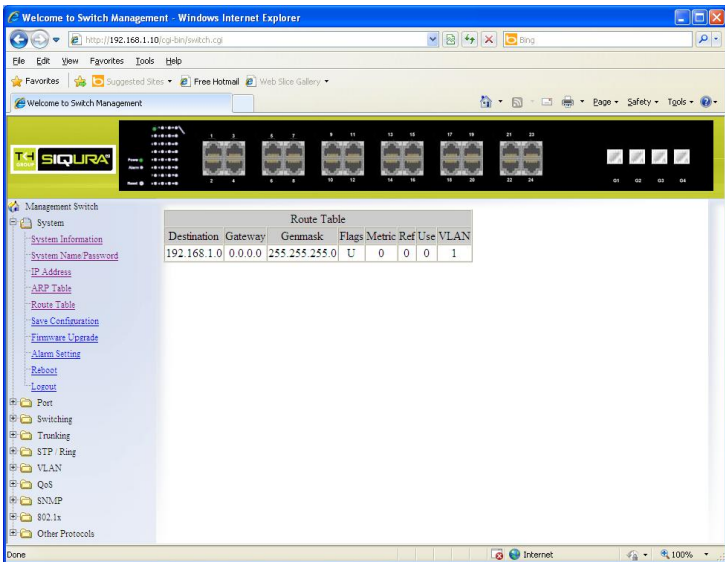 Welcome to Switch Management - Windows Internet Explorer
http://192.168.1.10/cgi-bin/switch.cgi
Bing
File Edit View Favorites Tools Help
Favorites Suggested Sites Free Hotmail Web Slice Gallery
Welcome to Switch Management
Page Safety Tools
1 3 5 7 9 11 13 15 17 19 21 23
TKH GROUP SIQURA
Power
Alarm
Reset
2 4 6 8 10 12 14 16 18 20 22 24
G1 G2 G3 G4
Management Switch
System
System Information
System Name/Password
IP Address
ARP Table
Route Table
Save Configuration
Firmware Upgrade
Alarm Setting
Reboot
Logout
Port
Switching
Trunking
STP / Ring
VLAN
QoS
SNMP
802.1x
Other Protocols
Route Table
Destination Gateway Genmask Flags Metric Ref Use VLAN
192.168.1.0 0.0.0.0 255.255.255.0 U 0 0 0 1
Done
Internet
100%